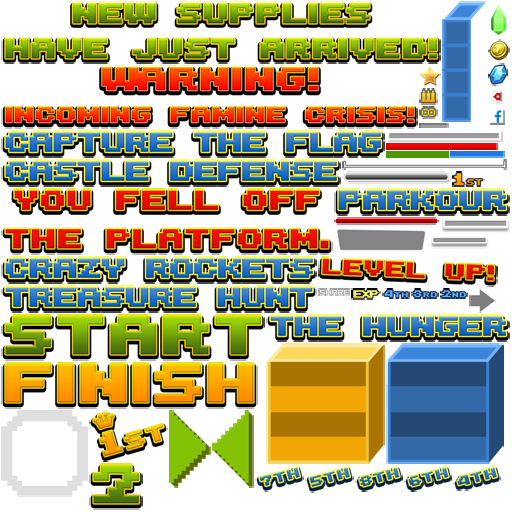 NEW SUPPLIES
HAVE JUST ARRIVED!
WARNING!
INCOMING FAMINE CRISIS!
f
CAPTURE THE FLAG
CASTLE DEFENSE
1ST
YOU FELL OFF
PARKOUR
THE PLATFORM.
CRAZY ROCKETS
LEVEL UP!
TREASURE HUNT
SHARE EXP 4TH 3RD 2ND
START
THE HUNGER
FINISH
1ST
2
7TH 5TH 8TH 6TH 4TH